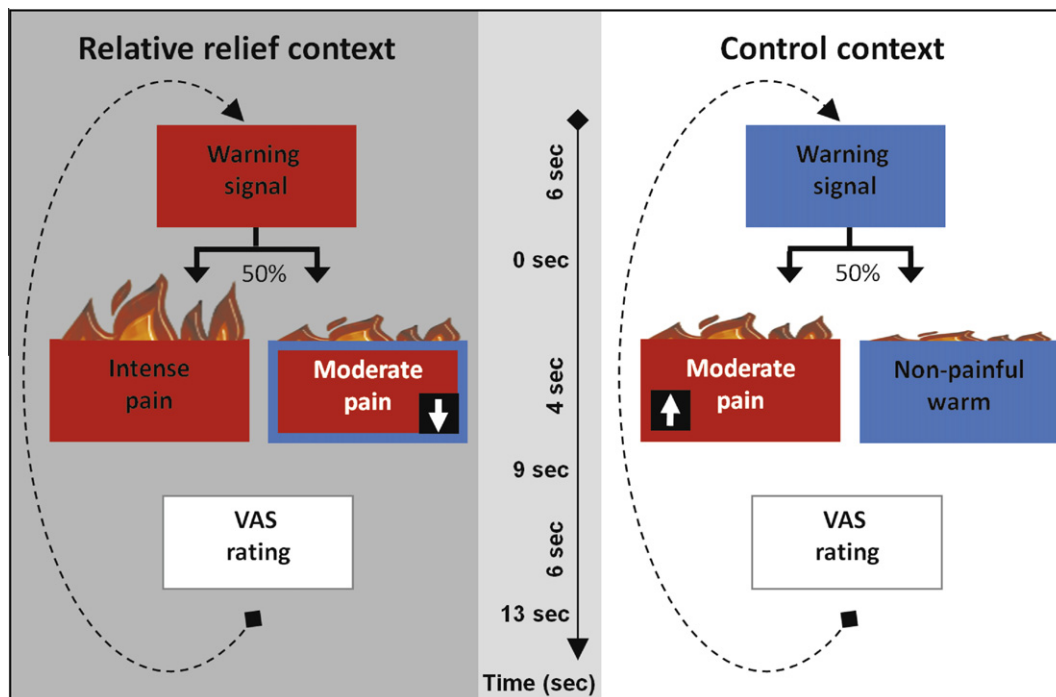 Relative relief context
Warning
signal
50%
Intense
pain
Moderate
pain
VAS
rating
6 sec
0 sec
4 sec
9 sec
6 sec
13 sec
Time (sec)
Control context
Warning
signal
50%
Moderate
pain
Non-painful
warm
VAS
rating